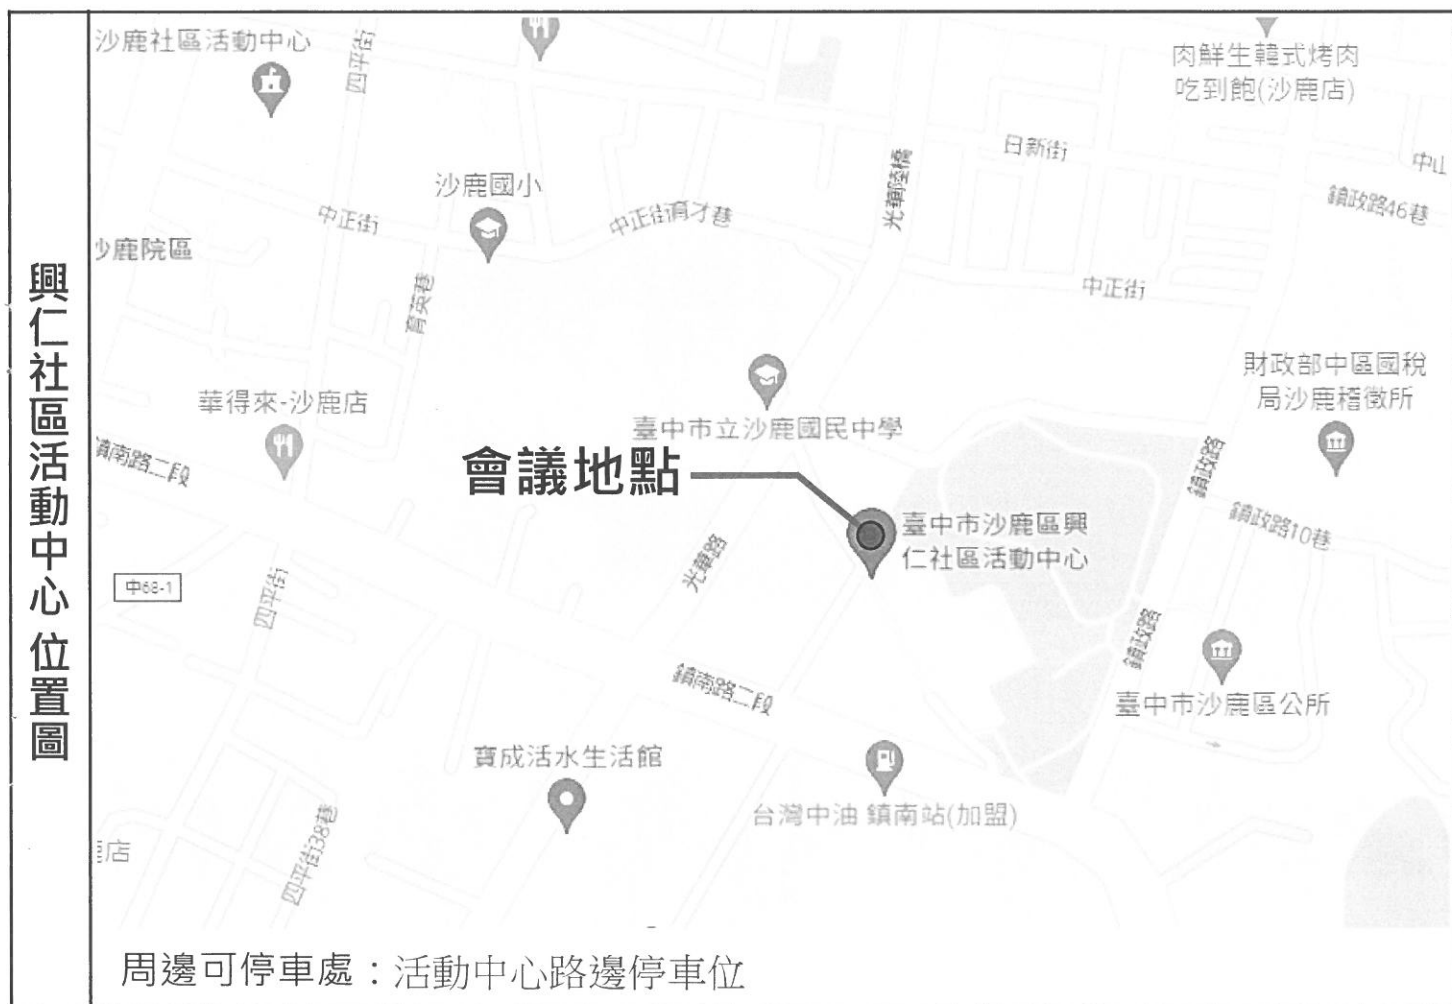 興仁社區活動中心位置圖
沙鹿社區活動中心
四平街
肉鮮生韓式烤肉
吃到飽(沙鹿店)
日新街
光華陸橋
中山
鎮政路46巷
沙鹿國小
中正街
中正街育才巷
沙鹿院區
育英巷
中正街
財政部中區國稅
局沙鹿稽徵所
華得來-沙鹿店
臺中市立沙鹿國民中學
鎮南路二段
會議地點
鎮政路
鎮政路10巷
臺中市沙鹿區興
仁社區活動中心
光華路
中68-1
四平街
鎮政路
鎮南路二段
臺中市沙鹿區公所
寶成活水生活館
台灣中油 鎮南站(加盟)
四平街38巷
店
周邊可停車處：活動中心路邊停車位